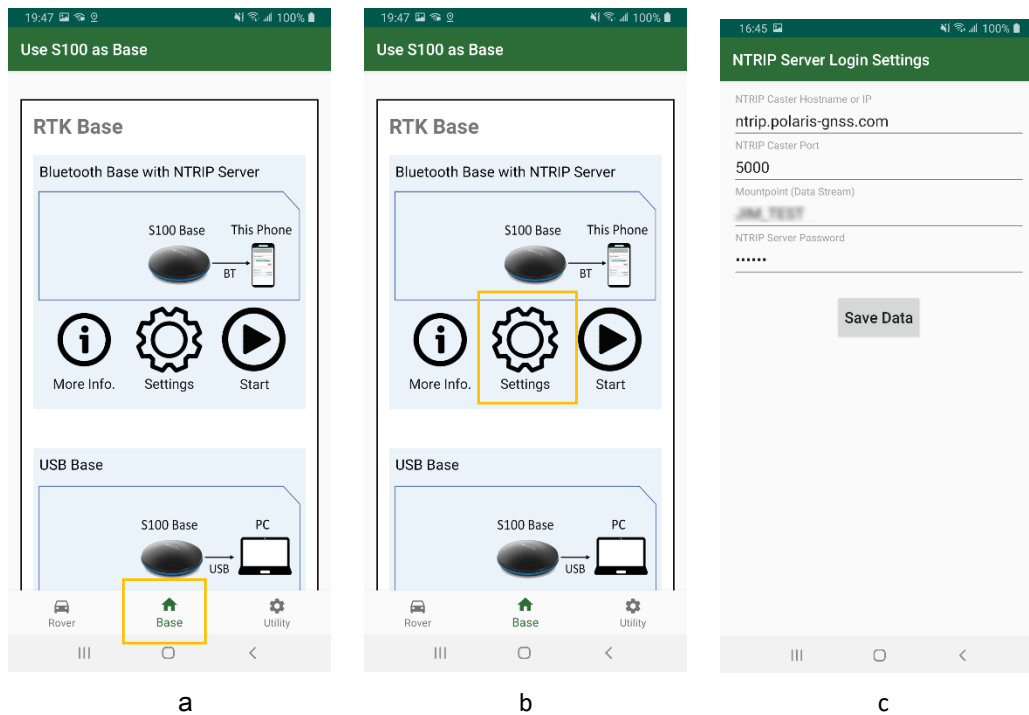 19:47 100%
Use S100 as Base
RTK Base
Bluetooth Base with NTRIP Server
S100 Base This Phone
BT
More Info. Settings Start
USB Base
S100 Base PC
USB
Rover Base Utility
a
19:47 100%
Use S100 as Base
RTK Base
Bluetooth Base with NTRIP Server
S100 Base This Phone
BT
More Info. Settings Start
USB Base
S100 Base PC
USB
Rover Base Utility
b
16:45 100%
NTRIP Server Login Settings
NTRIP Caster Hostname or IP
ntrip.polaris-gnss.com
NTRIP Caster Port
5000
Mountpoint (Data Stream)
JIM_TEST
NTRIP Server Password
••••••
Save Data
c